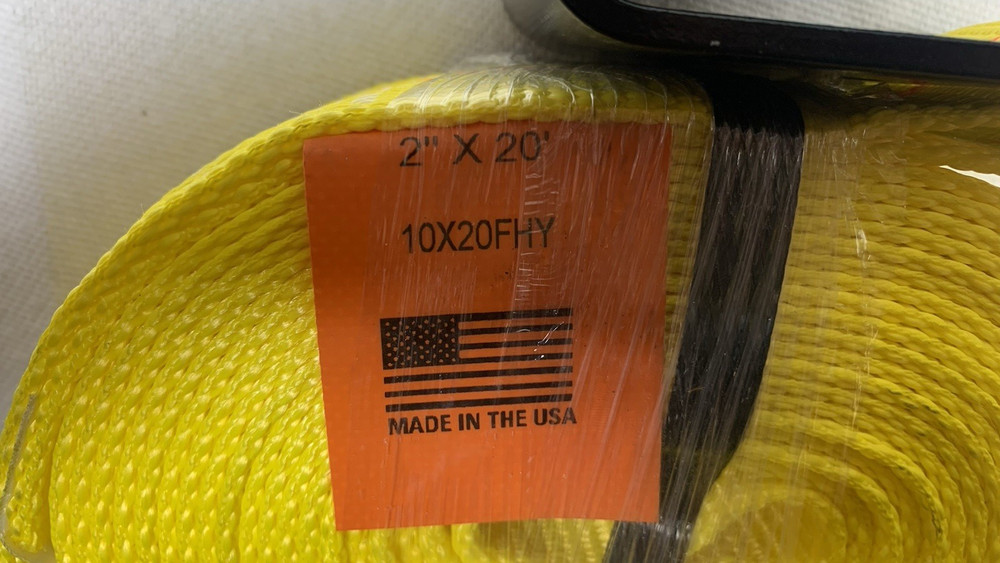 2" X 20'
10X20FHY
MADE IN THE USA